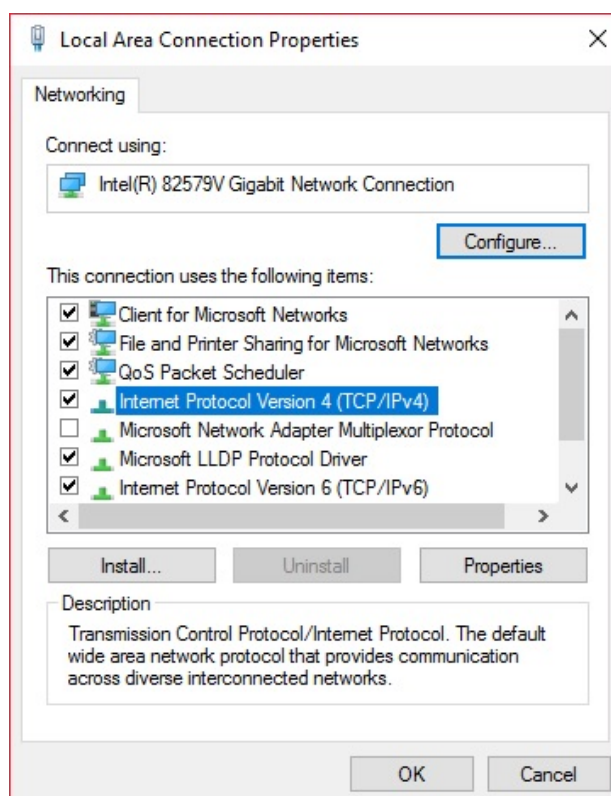 Local Area Connection Properties
Networking
Connect using:
Intel(R) 82579V Gigabit Network Connection
Configure...
This connection uses the following items:
Client for Microsoft Networks
File and Printer Sharing for Microsoft Networks
QoS Packet Scheduler
Internet Protocol Version 4 (TCP/IPv4)
Microsoft Network Adapter Multiplexor Protocol
Microsoft LLDP Protocol Driver
Internet Protocol Version 6 (TCP/IPv6)
Install...
Uninstall
Properties
Description
Transmission Control Protocol/Internet Protocol. The default
wide area network protocol that provides communication
across diverse interconnected networks.
OK
Cancel